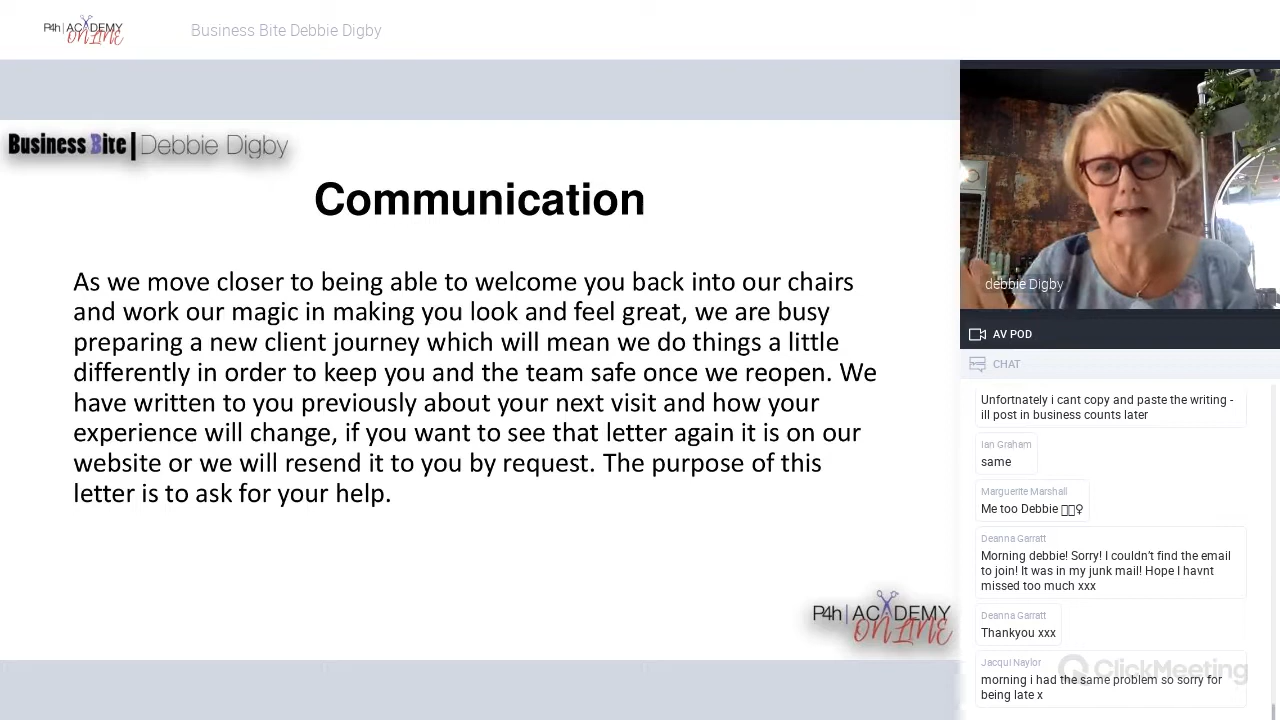 P4h | ACADEMY
ONLINE
Business Bite Debbie Digby
Business Bite | Debbie Digby
Communication
As we move closer to being able to welcome you back into our chairs
and work our magic in making you look and feel great, we are busy
preparing a new client journey which will mean we do things a little
differently in order to keep you and the team safe once we reopen. We
have written to you previously about your next visit and how your
experience will change, if you want to see that letter again it is on our
website or we will resend it to you by request. The purpose of this
letter is to ask for your help.
P4h | ACADEMY
ONLINE
debbie Digby
AV POD
CHAT
Unfortnately i cant copy and paste the writing -
ill post in business counts later
Ian Graham
same
Marguerite Marshall
Me too Debbie ▯▯♀
Deanna Garratt
Morning debbie! Sorry! I couldn't find the email
to join! It was in my junk mail! Hope I havnt
missed too much xxx
Deanna Garratt
Thankyou xxx
Jacqui Naylor
morning i had the same problem so sorry for
being late x
ClickMeeting